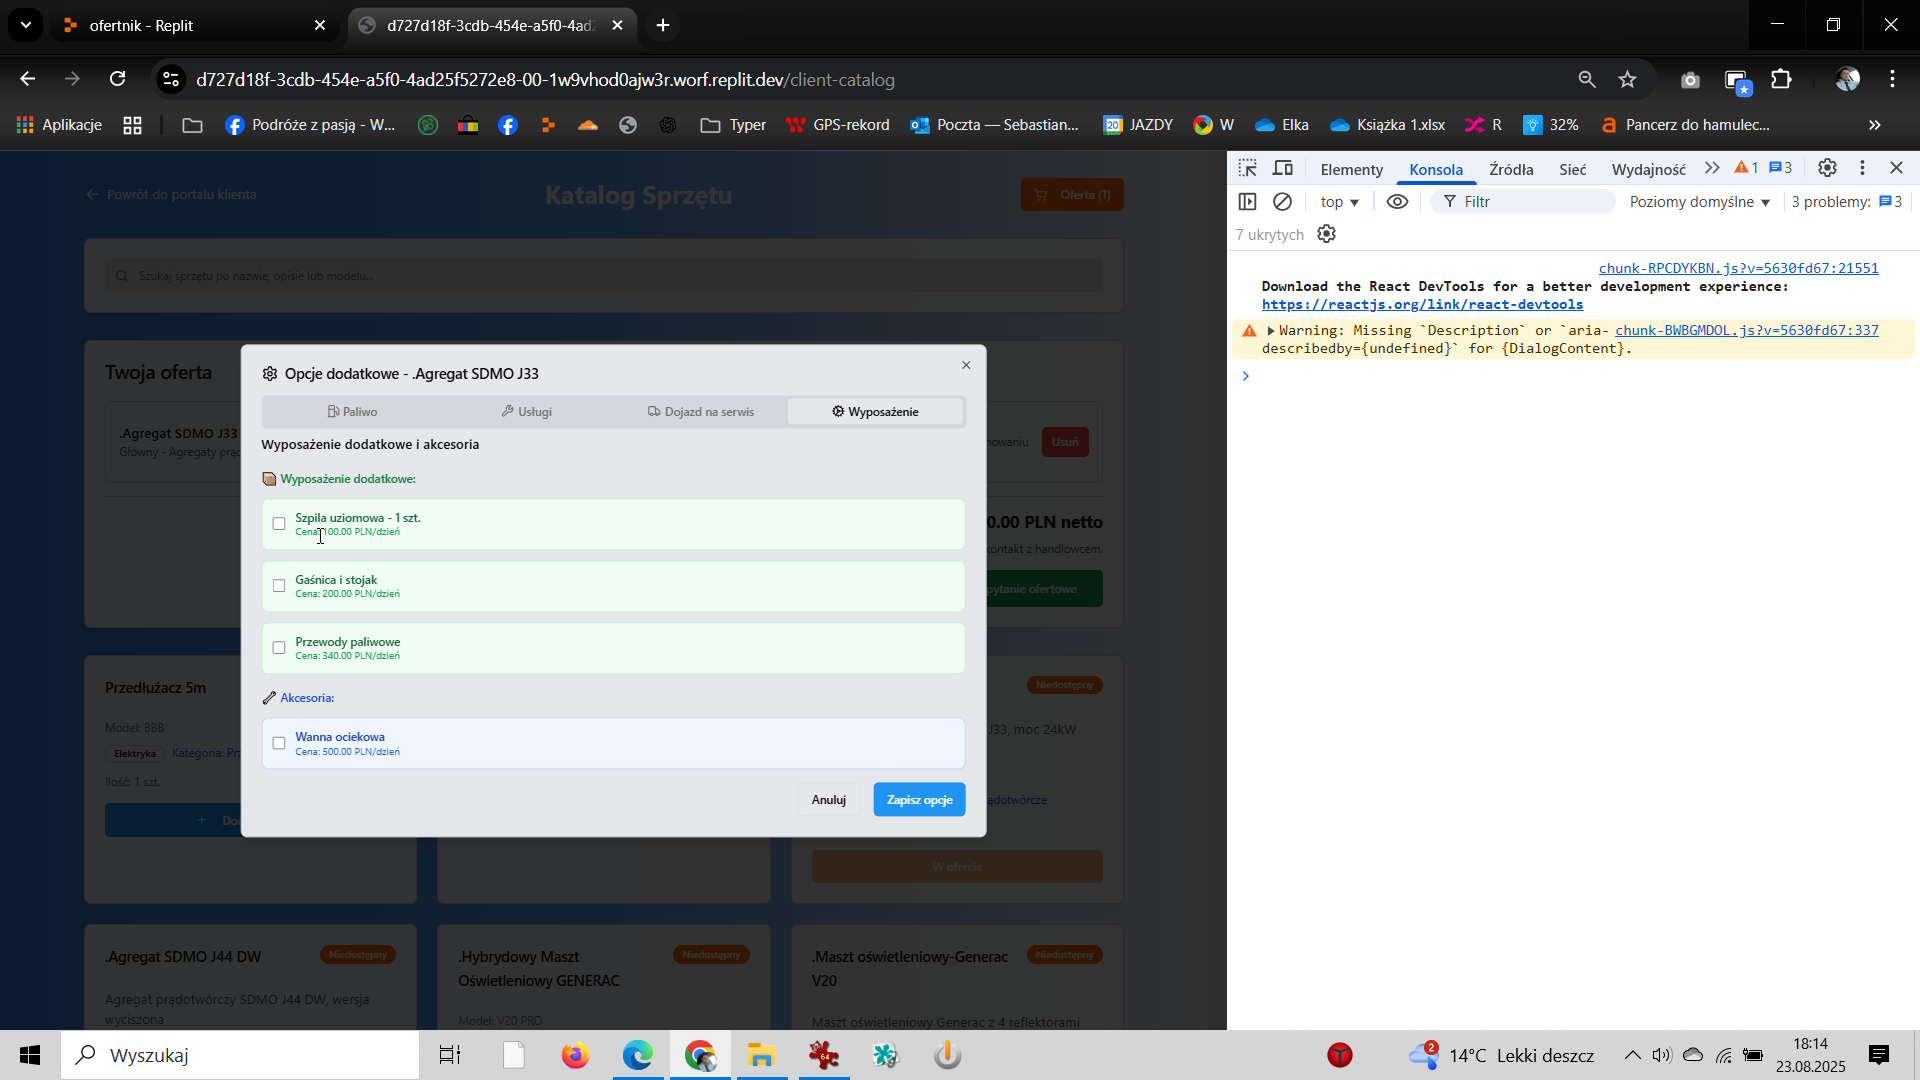 ofertnik - Replit
d727d18f-3cdb-454e-a5f0-4ad2
d727d18f-3cdb-454e-a5f0-4ad25f5272e8-00-1w9vhod0ajw3r.worf.replit.dev/client-catalog
Aplikacje
Podróże z pasją - W...
Typer
GPS-rekord
Poczta — Sebastian...
20
JAZDY
W
Elka
Książka 1.xlsx
R
32%
Pancerz do hamulec...
Powrót do portalu klienta
Katalog Sprzętu
Oferta (1)
Szukaj sprzętu po nazwie, opisie lub modelu...
Twoja oferta
.Agregat SDMO J33
Główny - Agregaty prąd
Usuń
0.00 PLN netto
kontakt z handlowcem.
pytanie ofertowe
Opcje dodatkowe - .Agregat SDMO J33
Paliwo
Usługi
Dojazd na serwis
Wyposażenie
Wyposażenie dodatkowe i akcesoria
Wyposażenie dodatkowe:
Szpila uziomowa - 1 szt.
Cena: 100.00 PLN/dzień
Gaśnica i stojak
Cena: 200.00 PLN/dzień
Przewody paliwowe
Cena: 340.00 PLN/dzień
Akcesoria:
Wanna ociekowa
Cena: 500.00 PLN/dzień
Anuluj
Zapisz opcje
Przedłużacz 5m
Model: BBB
Elektryka
Kategoria: Prz
Ilość: 1 szt.
Niedostępny
J33, moc 24kW
ądotwórcze
W ofercie
.Agregat SDMO J44 DW
Niedostępny
Agregat prądotwórczy SDMO J44 DW, wersja
wyciszona
.Hybrydowy Maszt
Oświetleniowy GENERAC
Niedostępny
Model: V20 PRO
.Maszt oświetleniowy-Generac
V20
Niedostępny
Maszt oświetleniowy Generac z 4 reflektorami
Elementy
Konsola
Źródła
Sieć
Wydajność
1
3
top
Filtr
Poziomy domyślne
3 problemy:
3
7 ukrytych
chunk-RPCDYKBN.js?v=5630fd67:21551
Download the React DevTools for a better development experience:
https://reactjs.org/link/react-devtools
Warning: Missing `Description` or `aria- chunk-BWBGMDOL.js?v=5630fd67:337
describedby={undefined}` for {DialogContent}.
Wyszukaj
64
2
14°C Lekki deszcz
18:14
23.08.2025